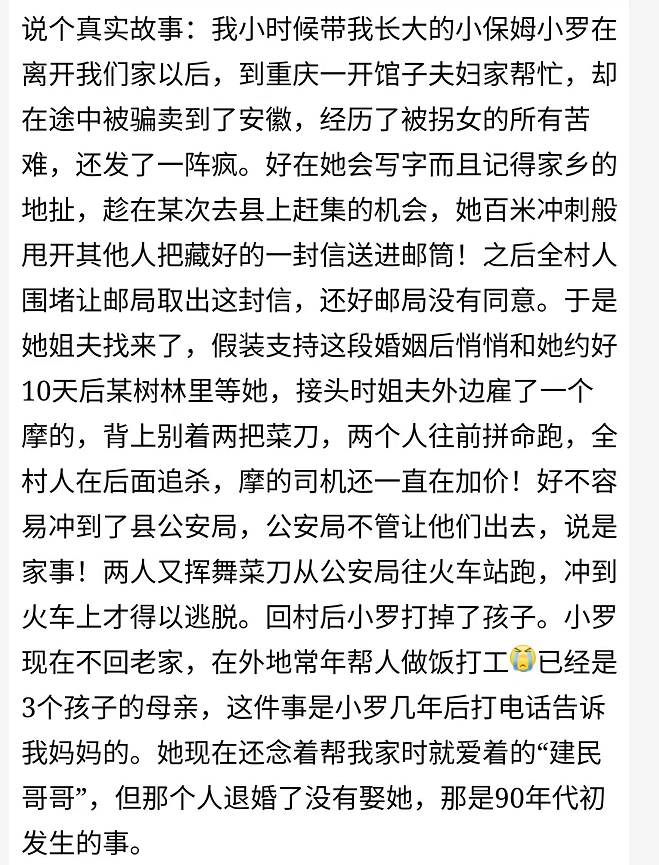 说个真实故事：我小时候带我长大的小保姆小罗在
离开我们家以后，到重庆一开馆子夫妇家帮忙，却
在途中被骗卖到了安徽，经历了被拐女的所有苦
难，还发了一阵疯。好在她会写字而且记得家乡的
地扯，趁在某次去县上赶集的机会，她百米冲刺般
甩开其他人把藏好的一封信送进邮筒！之后全村人
围堵让邮局取出这封信，还好邮局没有同意。于是
她姐夫找来了，假装支持这段婚姻后悄悄和她约好
10天后某树林里等她，接头时姐夫外边雇了一个
摩的，背上别着两把菜刀，两个人往前拼命跑，全
村人在后面追杀，摩的司机还一直在加价！好不容
易冲到了县公安局，公安局不管让他们出去，说是
家事！两人又挥舞菜刀从公安局往火车站跑，冲到
火车上才得以逃脱。回村后小罗打掉了孩子。小罗
现在不回老家，在外地常年帮人做饭打工😭已经是
3个孩子的母亲，这件事是小罗几年后打电话告诉
我妈妈的。她现在还念着帮我家时就爱着的“建民
哥哥”，但那个人退婚了没有娶她，那是90年代初
发生的事。